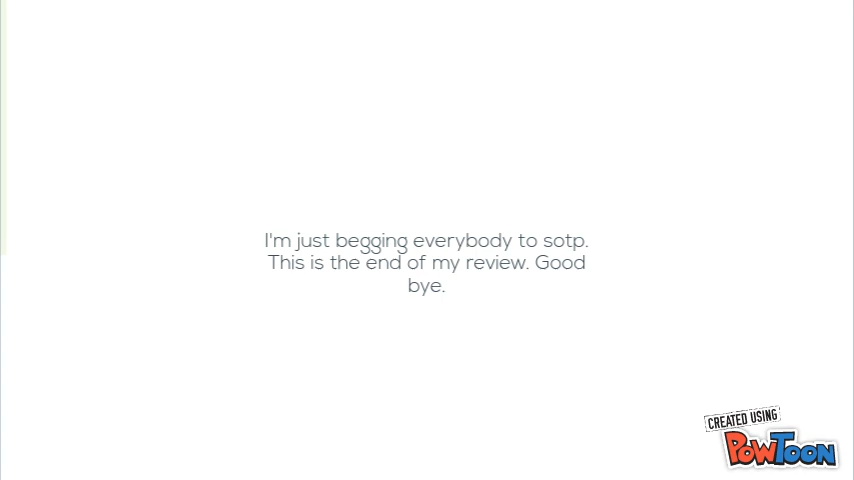 I'm just begging everybody to sotp.
This is the end of my review. Good
bye.
CREATED USING
POWTOON